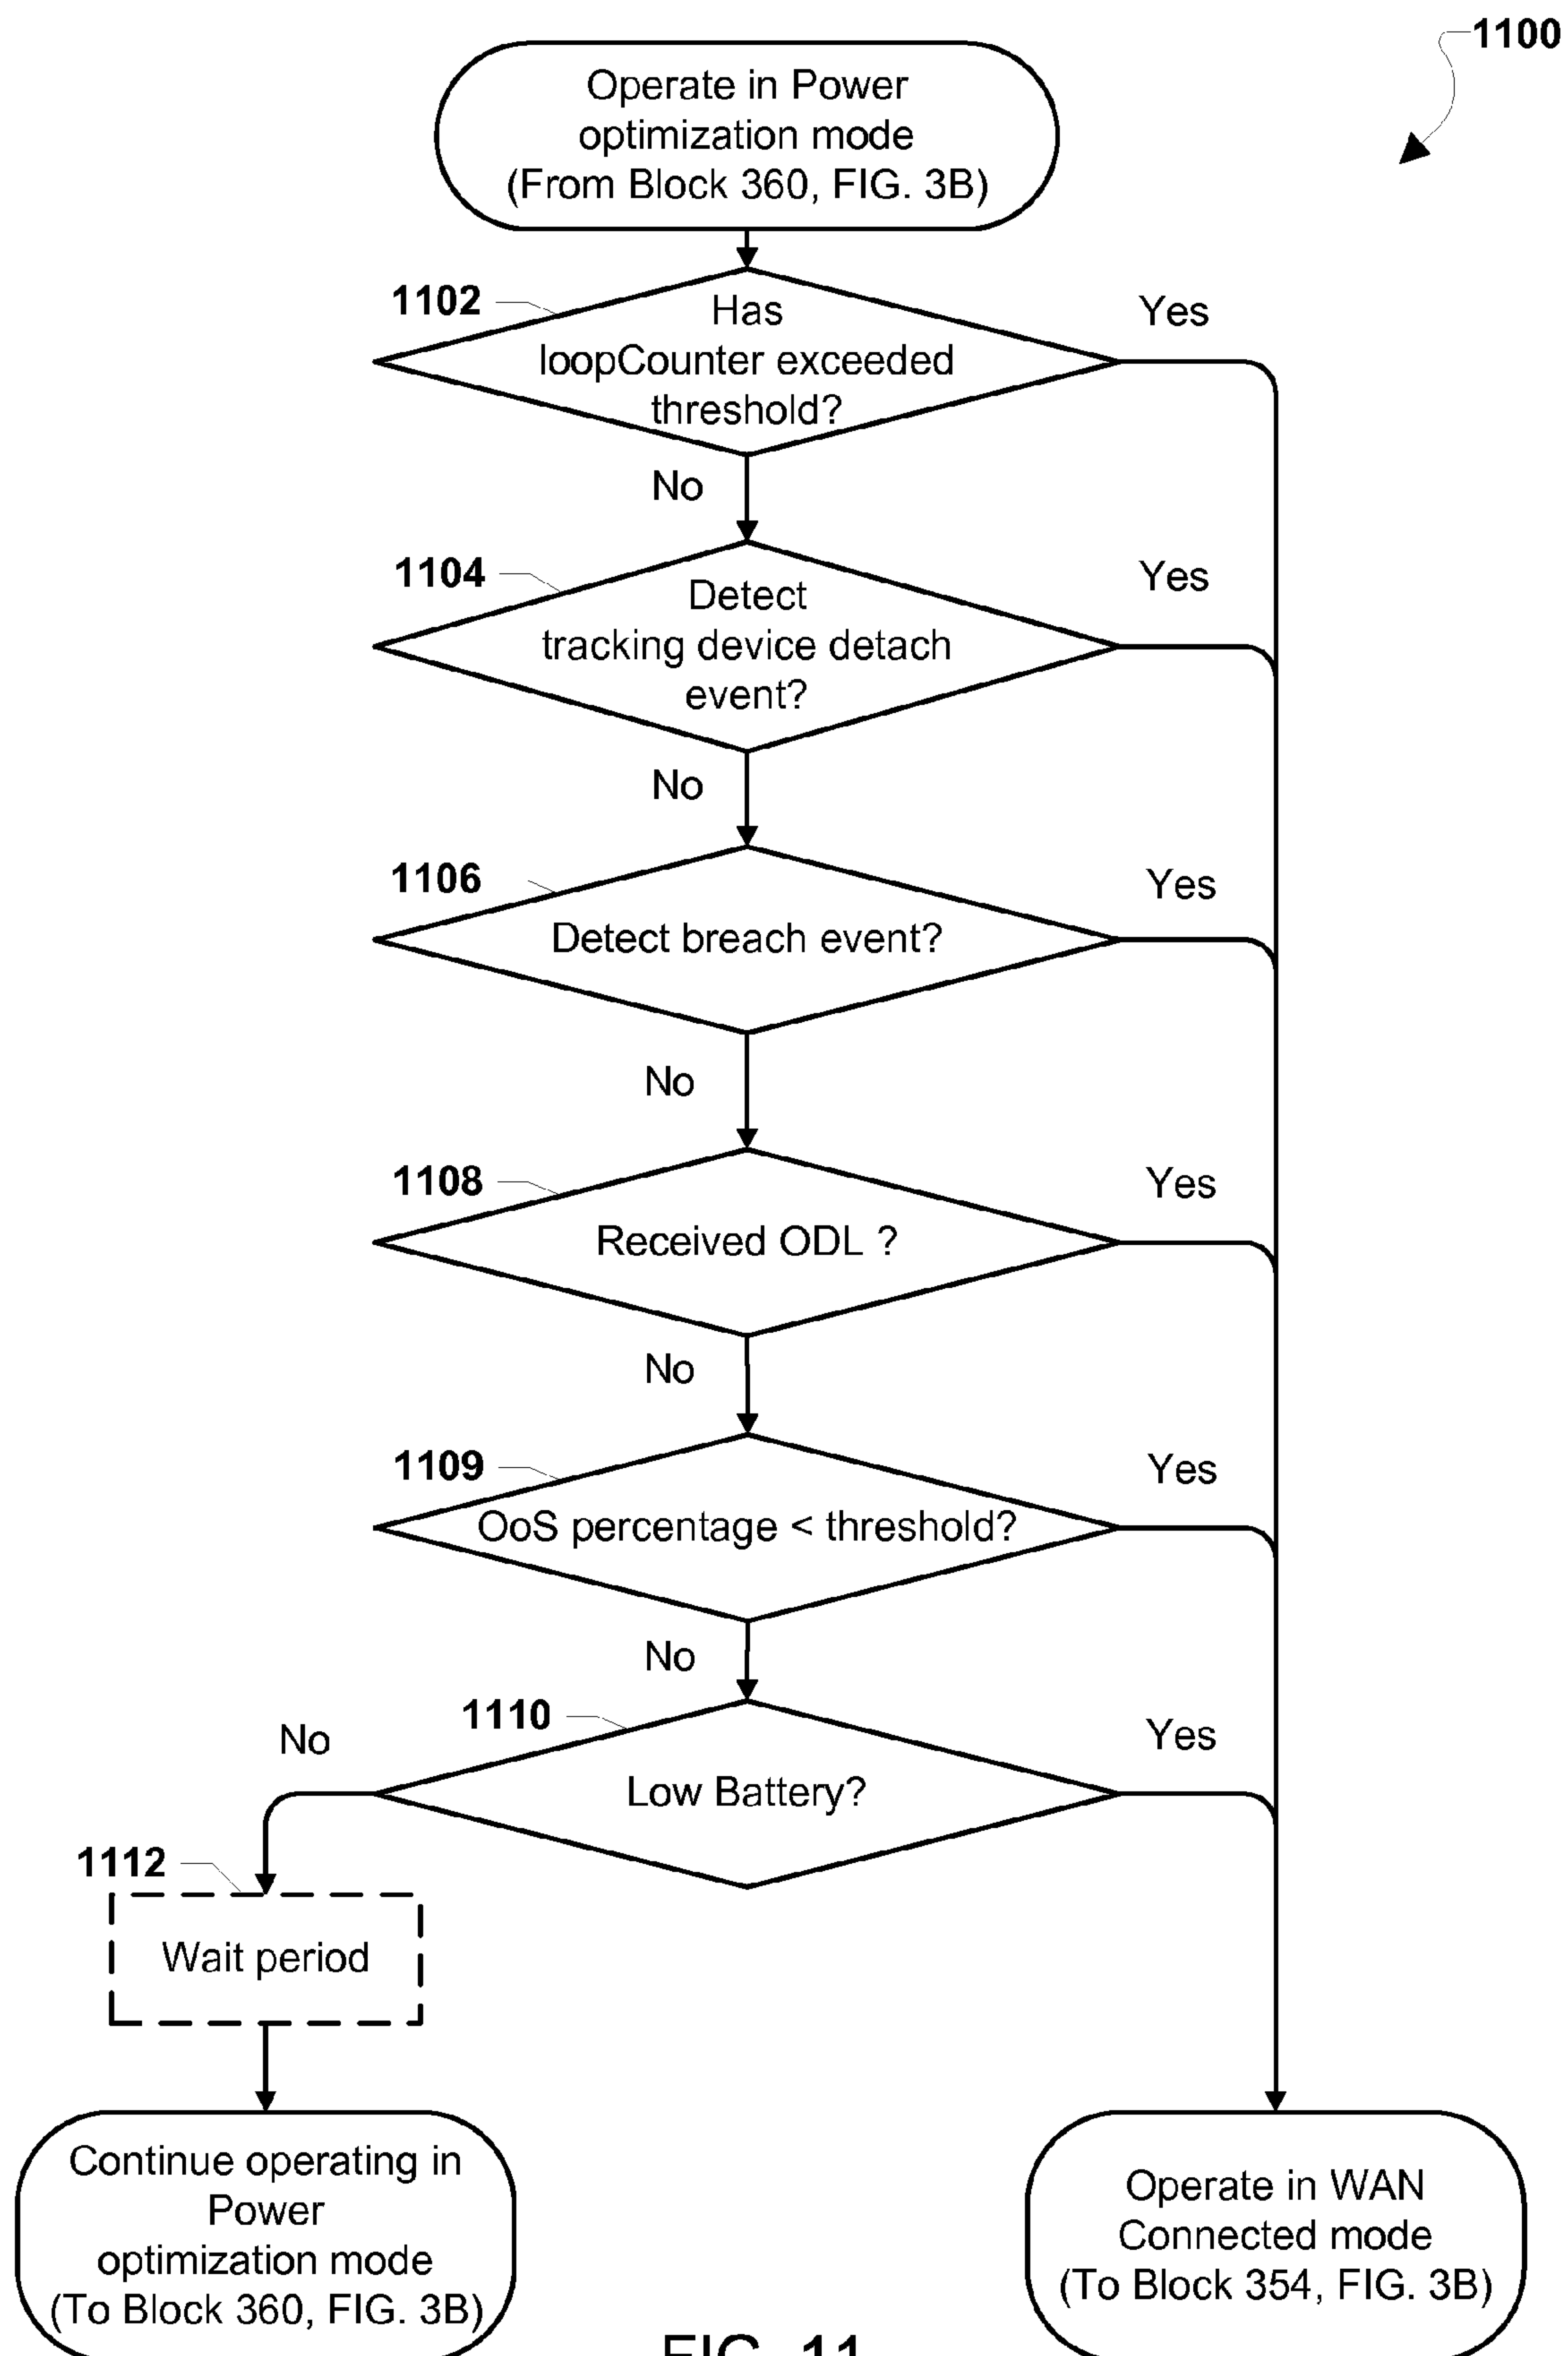 1100
Operate in Power
optimization mode
(From Block 360, FIG. 3B)
1102
Has
loopCounter exceeded
threshold?
Yes
No
1104
Detect
tracking device detach
event?
Yes
No
1106
Detect breach event?
Yes
No
1108
Received ODL ?
Yes
No
1109
OoS percentage < threshold?
Yes
No
1110
Low Battery?
No
Yes
1112
Wait period
Continue operating in
Power
optimization mode
(To Block 360, FIG. 3B)
Operate in WAN
Connected mode
(To Block 354, FIG. 3B)
FIG. 11